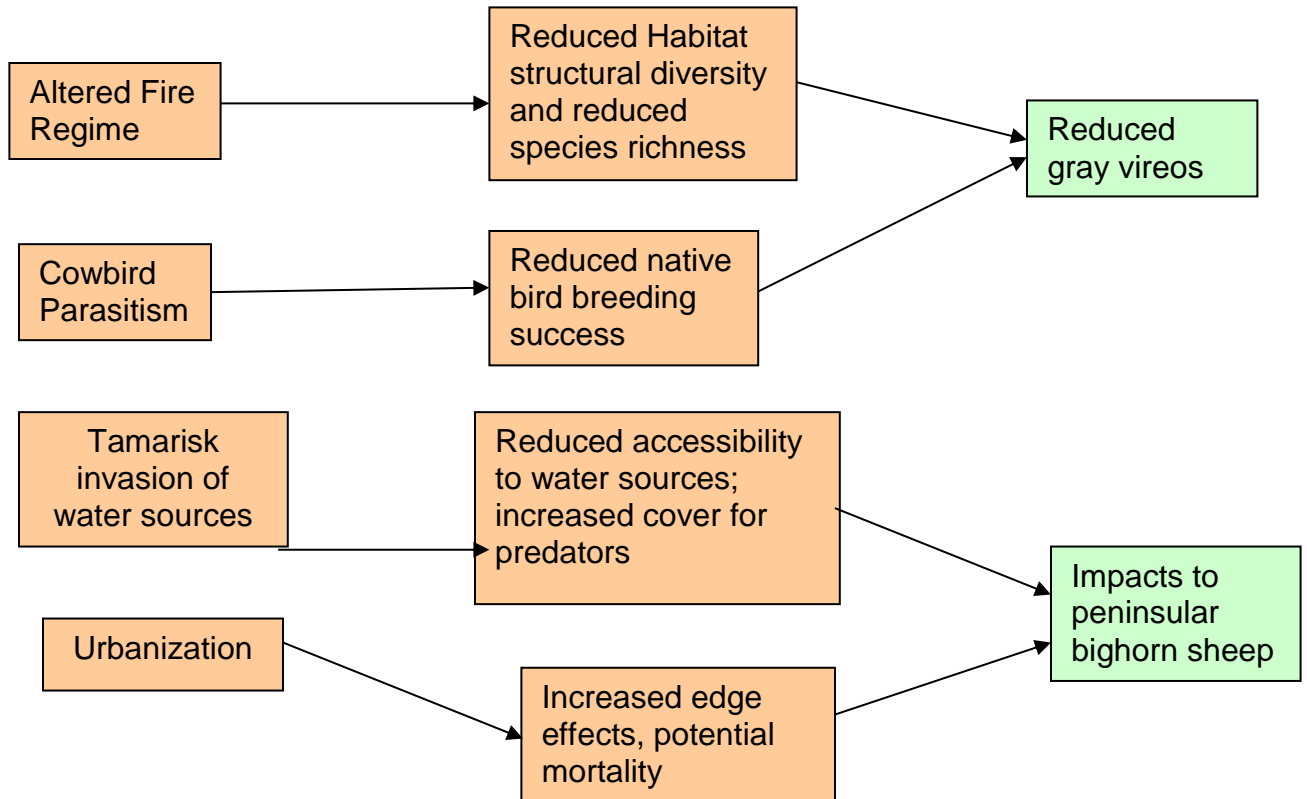 Altered Fire
Regime
Reduced Habitat
structural diversity
and reduced
species richness
Reduced
gray vireos
Cowbird
Parasitism
Reduced native
bird breeding
success
Tamarisk
invasion of
water sources
Reduced accessibility
to water sources;
increased cover for
predators
Impacts to
peninsular
bighorn sheep
Urbanization
Increased edge
effects, potential
mortality